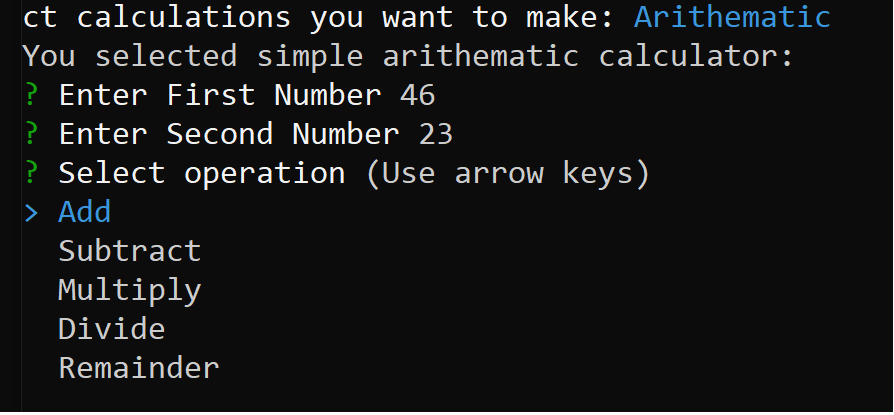 ct calculations you want to make: Arithematic
You selected simple arithematic calculator:
? Enter First Number 46
? Enter Second Number 23
? Select operation (Use arrow keys)
> Add
Subtract
Multiply
Divide
Remainder